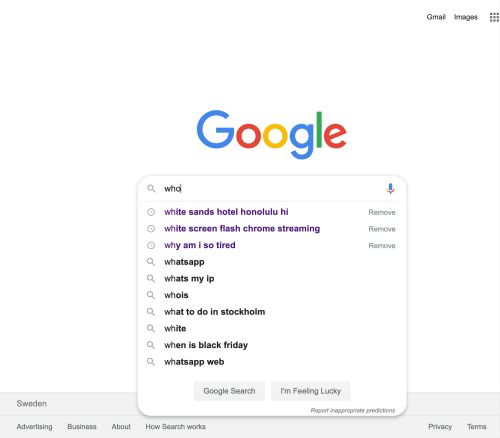 Gmail Images
Google
who
white sands hotel honolulu hi Remove
white screen flash chrome streaming Remove
why am i so tired Remove
whatsapp
whats my ip
whois
what to do in stockholm
white
when is black friday
whatsapp web
Google Search I'm Feeling Lucky
Report inappropriate predictions
Sweden
Advertising Business About How Search works Privacy Terms